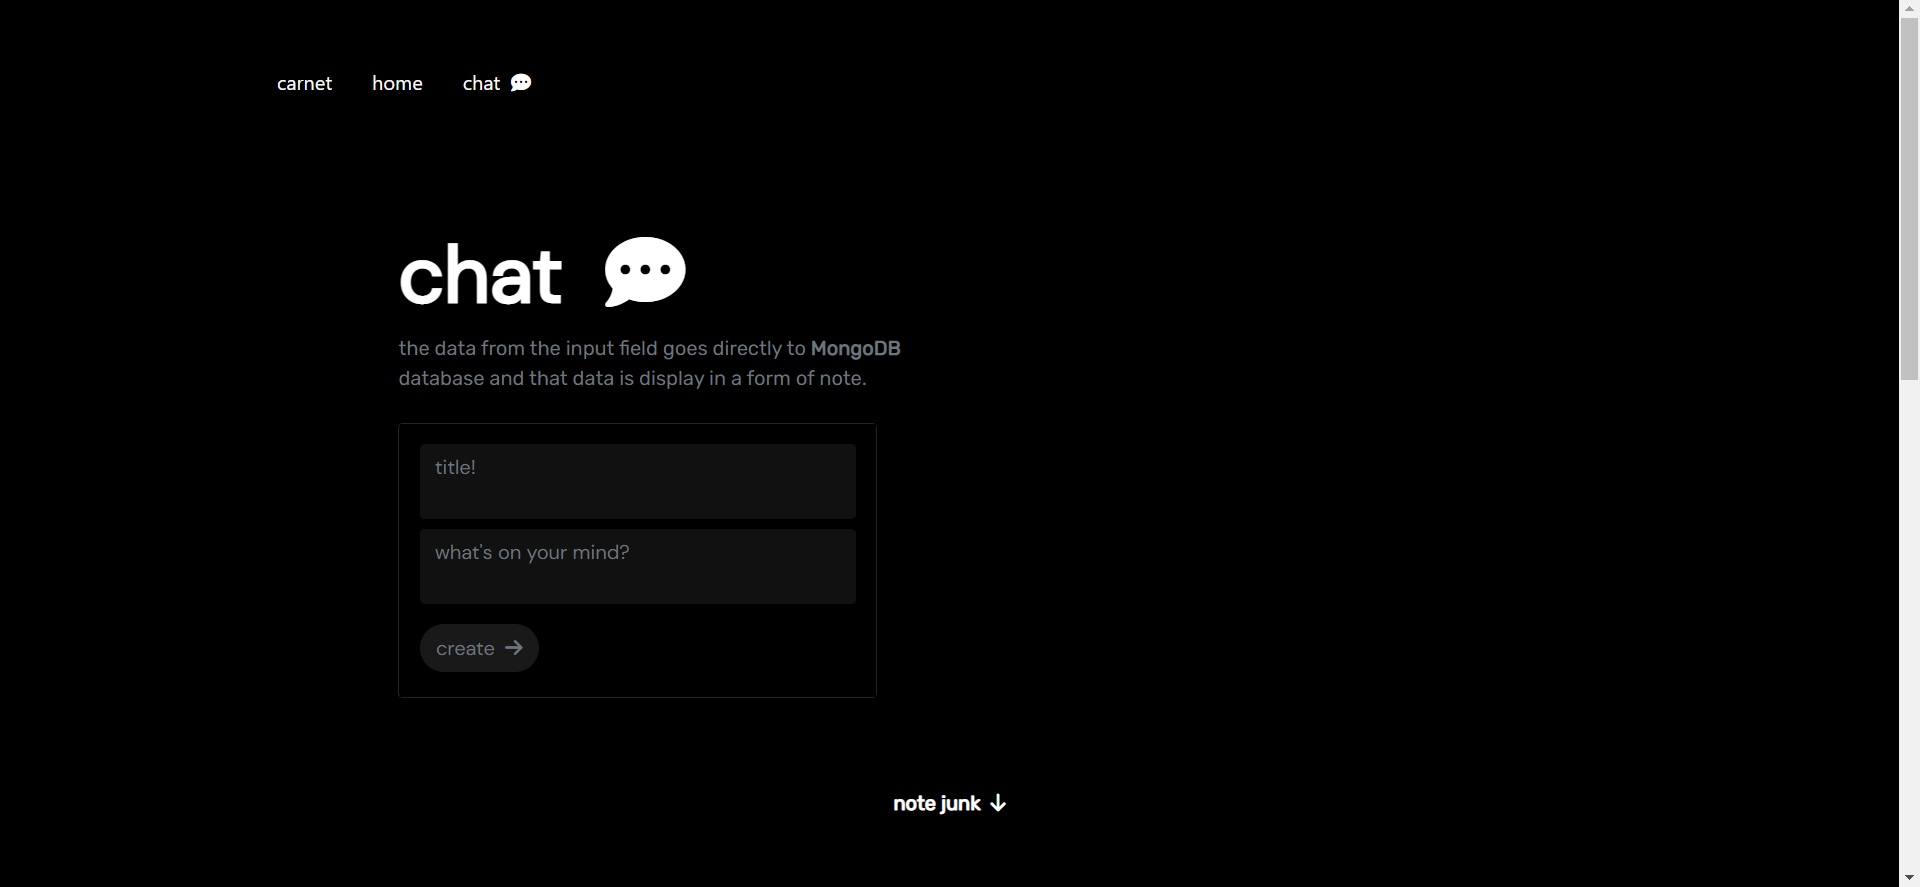 carnet home chat
chat
the data from the input field goes directly to MongoDB
database and that data is display in a form of note.
title!
what's on your mind?
create
note junk